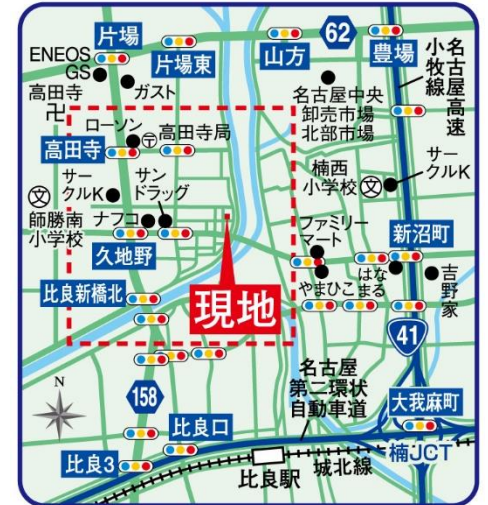 片場
片場東
山方
62
豊場
名古屋高速
小牧線
ENEOS
GS
ガスト
高田寺
卍
名古屋中央
卸売市場
北部市場
ローソン
〒高田寺局
高田寺
サー
クルK
サン
ドラッグ
楠西
小学校
文
サー
クルK
文
師勝南
小学校
ナフコ
久地野
ファミリー
マート
新沼町
比良新橋北
現地
やまひこ
はな
まる
吉野家
41
N
158
名古屋
第二環状
自動車道
大我麻町
比良口
比良3
比良駅
城北線
楠JCT